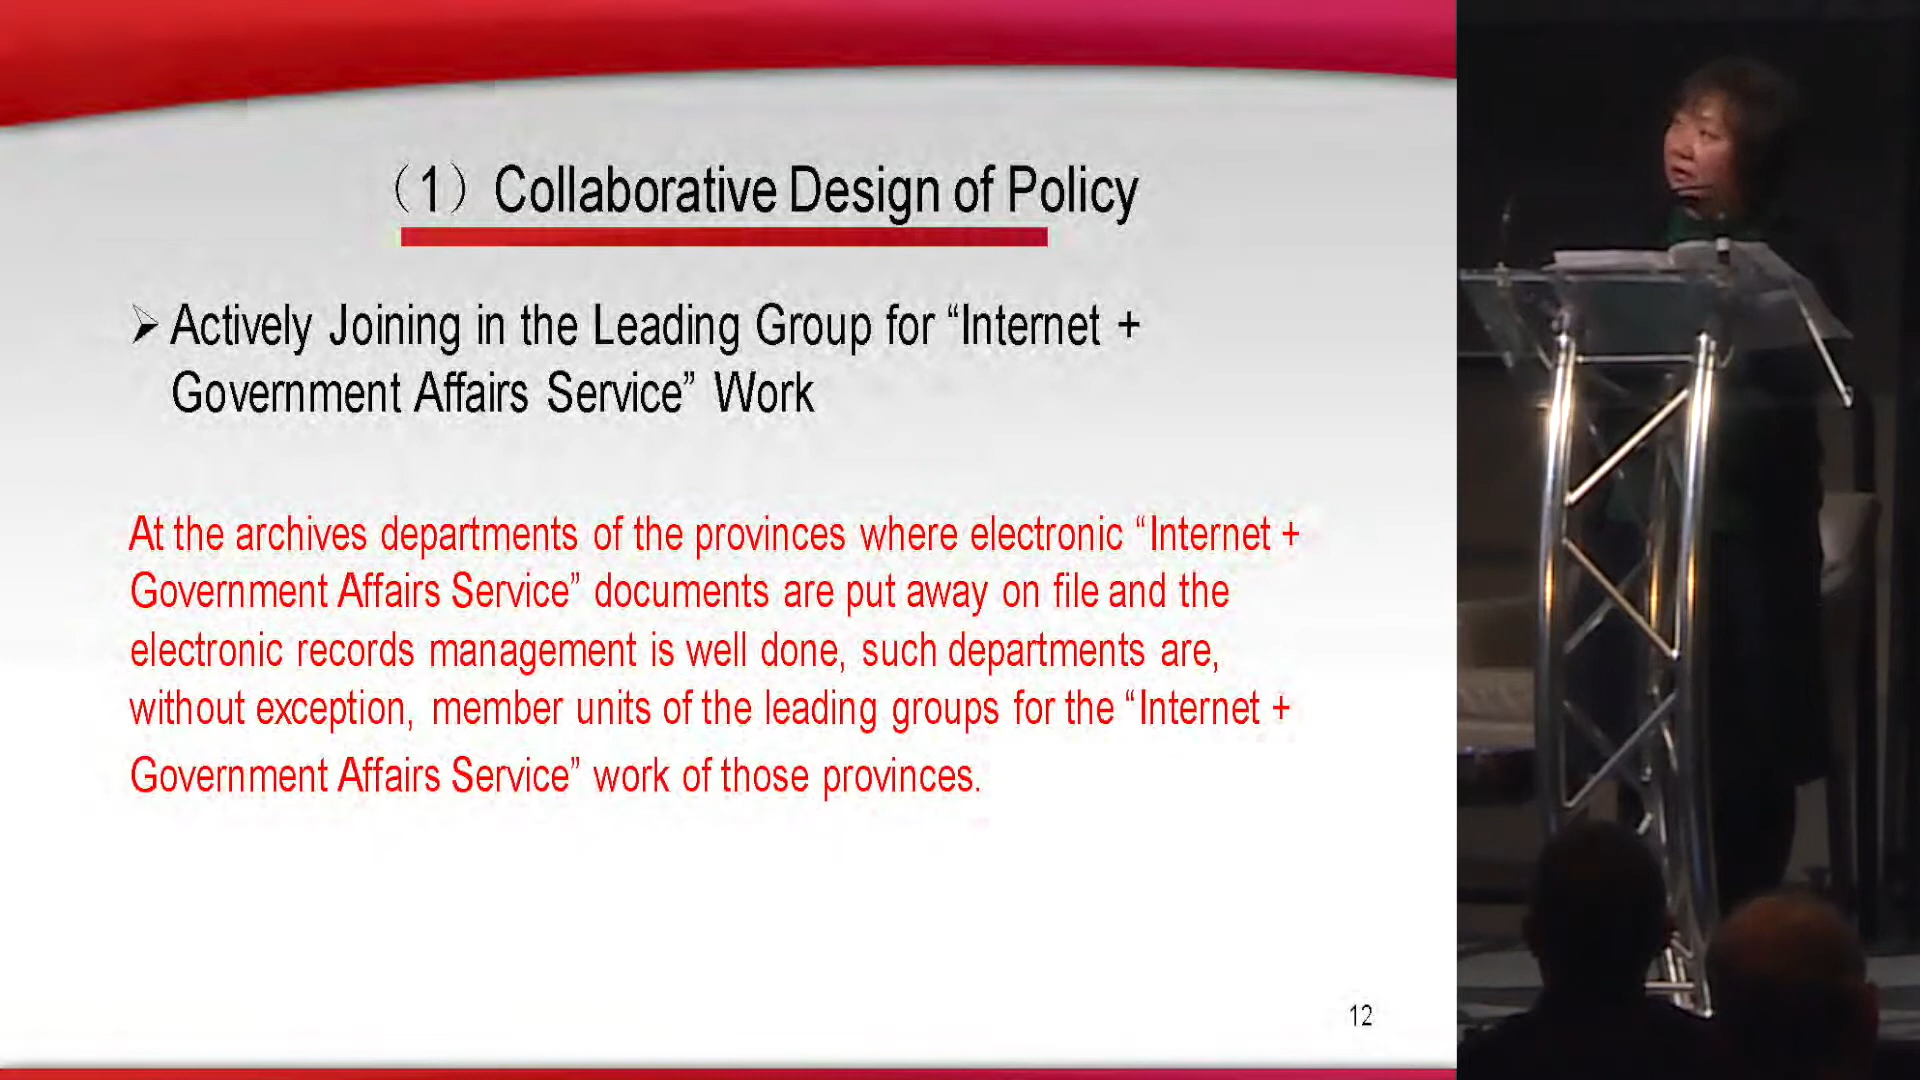 （1）Collaborative Design of Policy
➢Actively Joining in the Leading Group for “Internet +
Government Affairs Service” Work
At the archives departments of the provinces where electronic “Internet +
Government Affairs Service” documents are put away on file and the
electronic records management is well done, such departments are,
without exception, member units of the leading groups for the “Internet +
Government Affairs Service” work of those provinces.
12